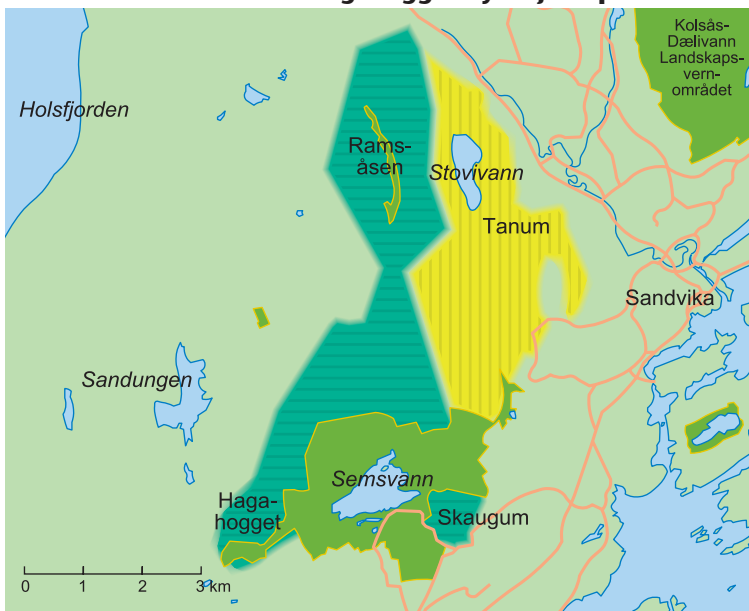 Kolsås-
Dælivann
Landskaps-
vern-
området
Holsfjorden
Rams-
åsen
Stovivann
Tanum
Sandvika
Sandungen
Semsvann
Haga-
hogget
Skaugum
0 1 2 3 km